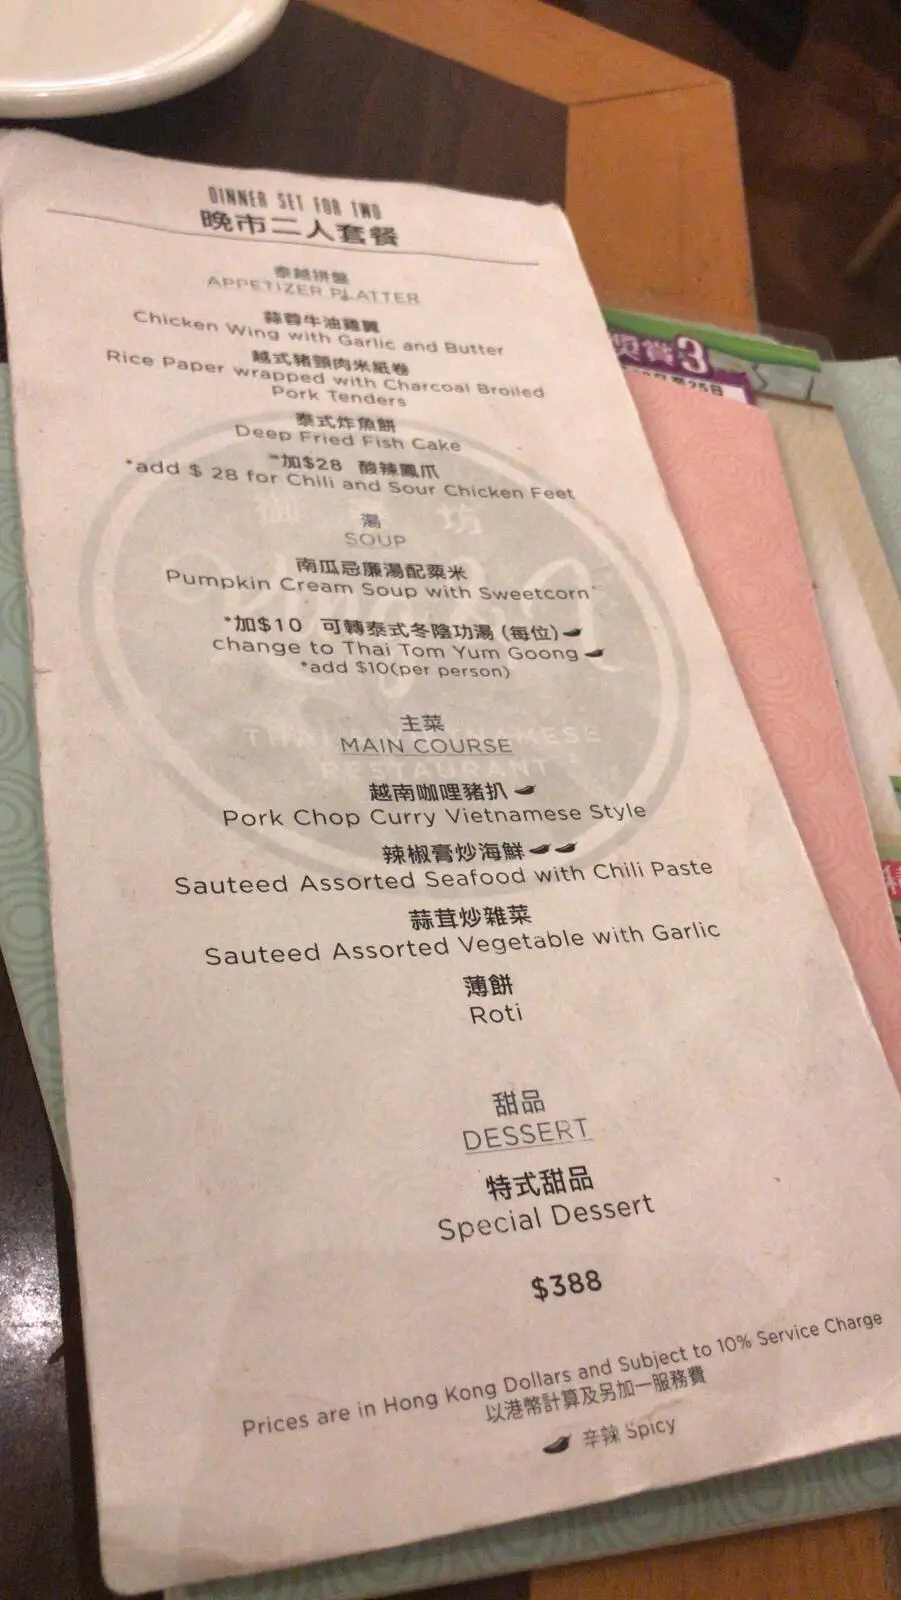 DINNER SET FOR TWO
晚市二人套餐
泰越拼盤
APPETIZER PLATTER
蒜蓉牛油雞翼
Chicken Wing with Garlic and Butter
越式豬頸肉米紙卷
Rice Paper wrapped with Charcoal Broiled
Pork Tenders
泰式炸魚餅
Deep Fried Fish Cake
*加$28 酸辣鳳爪
*add $ 28 for Chili and Sour Chicken Feet
湯
SOUP
南瓜忌廉湯配粟米
Pumpkin Cream Soup with Sweetcorn
*加$10 可轉泰式冬陰功湯 (每位)
change to Thai Tom Yum Goong
*add $10(per person)
主菜
MAIN COURSE
RESTAURANT
越南咖哩豬扒
Pork Chop Curry Vietnamese Style
辣椒膏炒海鮮
Sauteed Assorted Seafood with Chili Paste
蒜茸炒雜菜
Sauteed Assorted Vegetable with Garlic
薄餅
Roti
甜品
DESSERT
特式甜品
Special Dessert
$388
Prices are in Hong Kong Dollars and Subject to 10% Service Charge
以港幣計算及另加一服務費
辛辣 Spicy
3